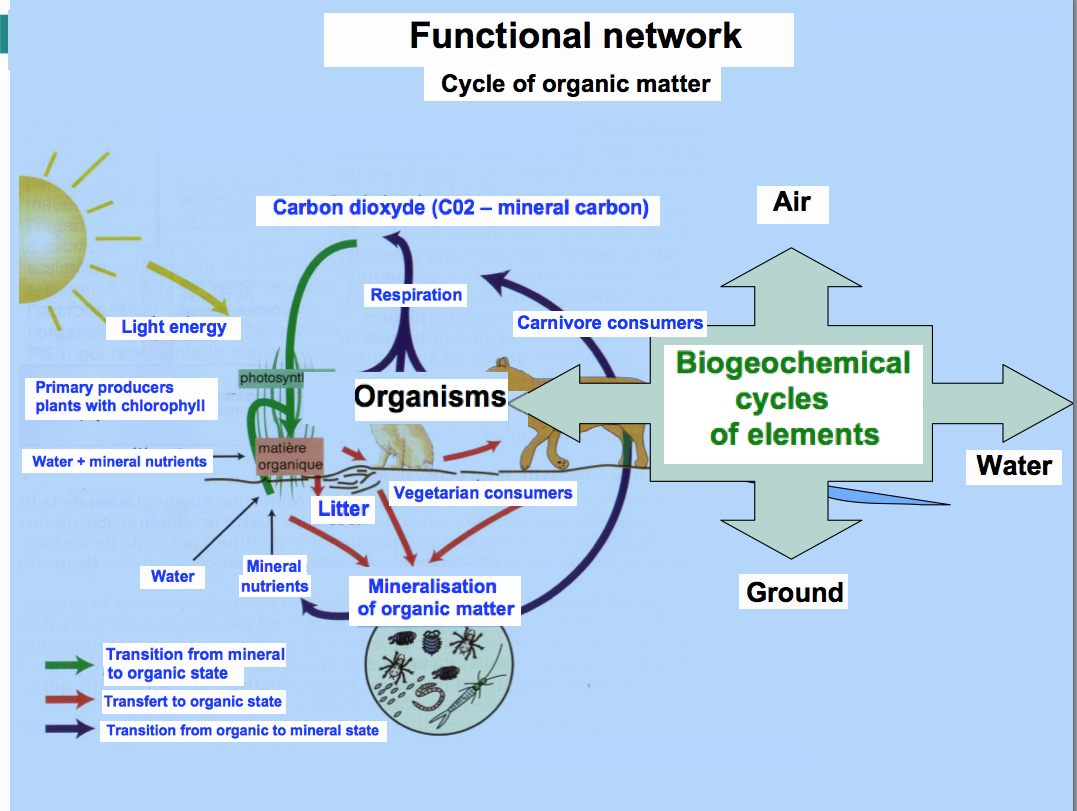 Functional network
Cycle of organic matter
Carbon dioxyde (C02 – mineral carbon)
Air
Respiration
Light energy
Carnivore consumers
Biogeochemical
cycles
of elements
Primary producers
plants with chlorophyll
Organisms
Water + mineral nutrients
matière
organique
Water
Vegetarian consumers
Litter
Water
Mineral
nutrients
Mineralisation
of organic matter
Ground
Transition from mineral
to organic state
Transfert to organic state
Transition from organic to mineral state